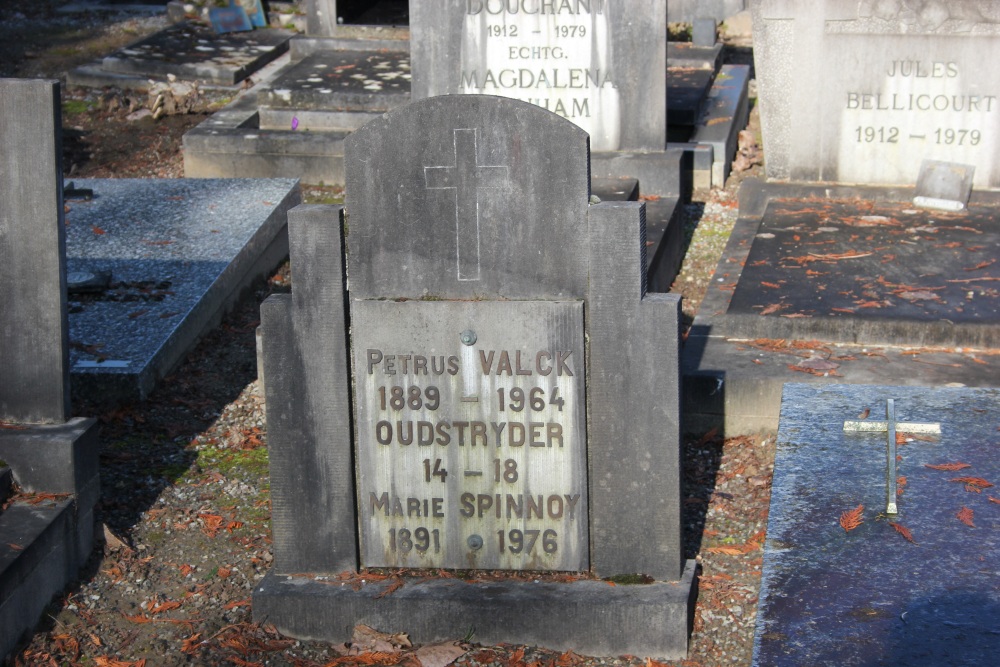 DOUCHANT
1912 - 1979
ECHTG.
MAGDALENA
JULES
BELLICOURT
1912 - 1979
PETRUS VALCK
1889 - 1964
OUDSTRYDER
14 - 18
MARIE SPINNOY
1891 1976